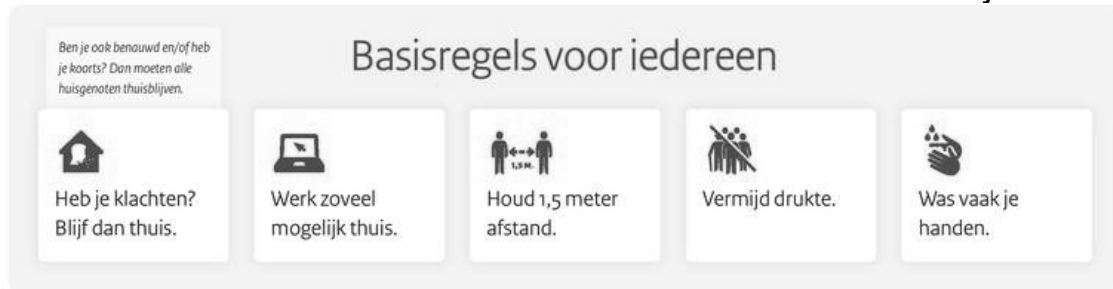 Ben je ook benauwd en/of heb
je koorts? Dan moeten alle
huisgenoten thuisblijven.
Basisregels voor iedereen
Heb je klachten?
Blijf dan thuis.
Werk zoveel
mogelijk thuis.
1,5 M.
Houd 1,5 meter
afstand.
Vermijd drukte.
Was vaak je
handen.